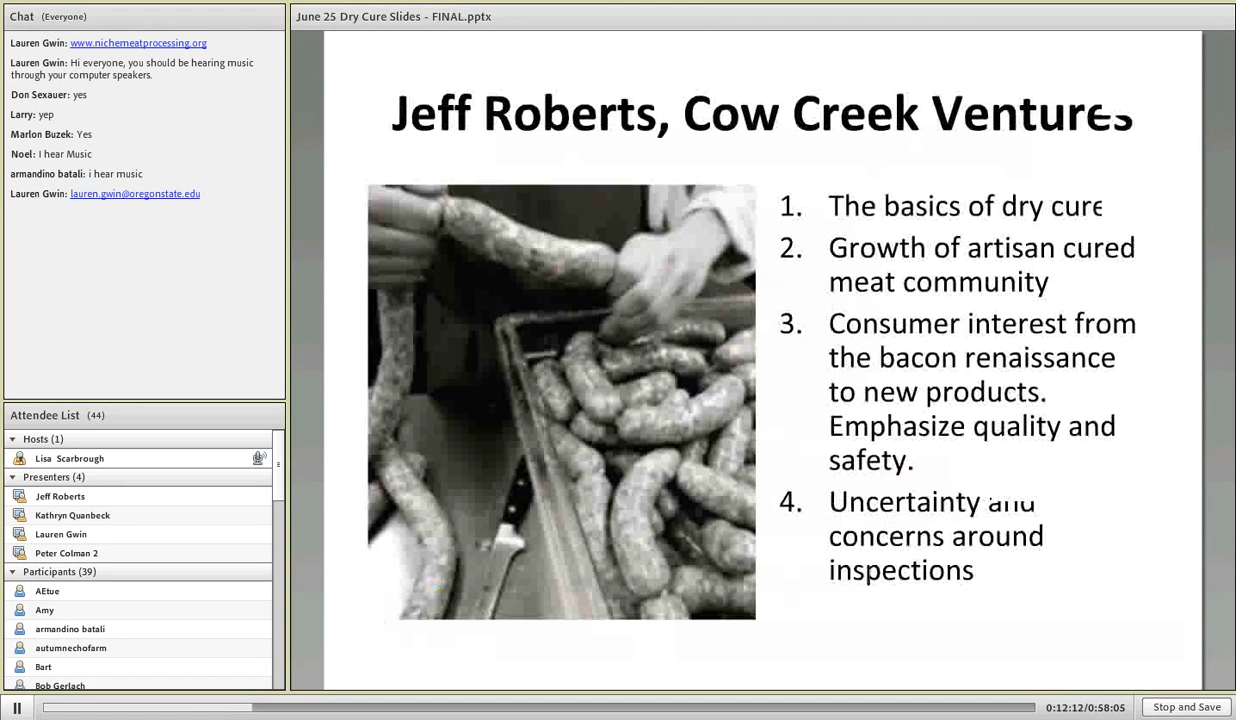 Chat (Everyone)
Lauren Gwin: www.nichemeatprocessing.org
Lauren Gwin: Hi everyone, you should be hearing music
through your computer speakers.
Don Sexauer: yes
Larry: yep
Marlon Buzek: Yes
Noel: I hear Music
armandino batali: i hear music
Lauren Gwin: lauren.gwin@oregonstate.edu
Attendee List (44)
Hosts (1)
Lisa Scarbrough
Presenters (4)
Jeff Roberts
Kathryn Quanbeck
Lauren Gwin
Peter Colman 2
Participants (39)
AEtue
Amy
armandino batali
autumnechofarm
Bart
Bob Gerlach
June 25 Dry Cure Slides - FINAL.pptx
Jeff Roberts, Cow Creek Ventures
1. The basics of dry cure
2. Growth of artisan cured
meat community
3. Consumer interest from
the bacon renaissance
to new products.
Emphasize quality and
safety.
4. Uncertainty and
concerns around
inspections
0:12:12/0:58:05
Stop and Save